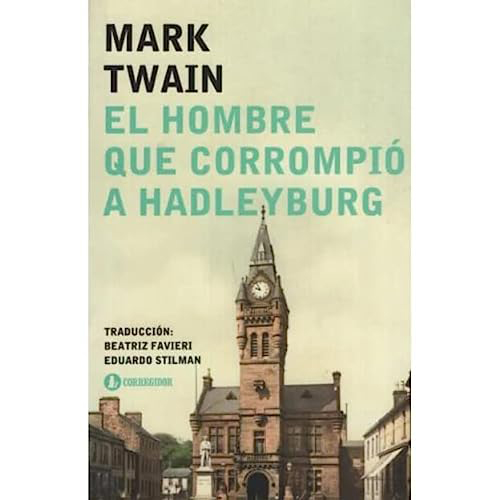 MARK
TWAIN
EL HOMBRE
QUE CORROMPIÓ
A HADLEYBURG
TRADUCCIÓN:
BEATRIZ FAVIERI
EDUARDO STILMAN
CORREGIDOR